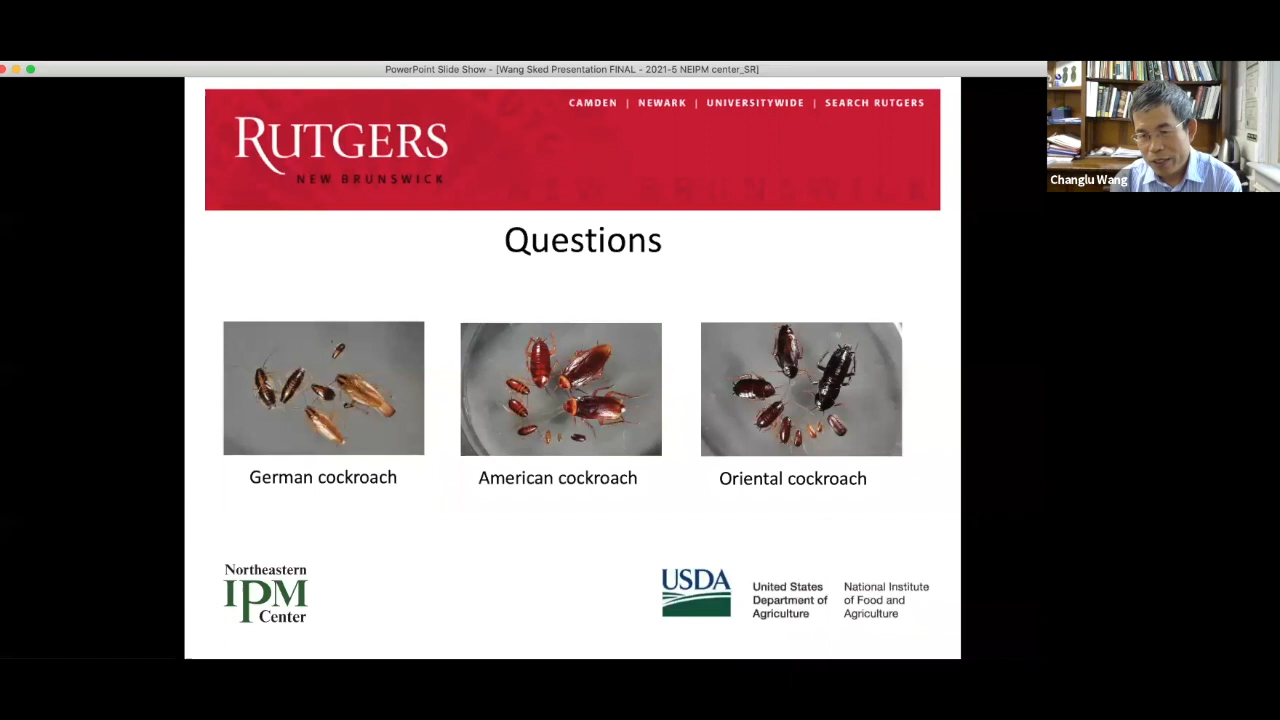 PowerPoint Slide Show - [Wang Sked Presentation FINAL - 2021-5 NEIPM center_SR]
CAMDEN | NEWARK | UNIVERSITYWIDE | SEARCH RUTGERS
RUTGERS
NEW BRUNSWICK
NEW BRUNSWICK
Changlu Wang
Questions
German cockroach
American cockroach
Oriental cockroach
Northeastern
IPM
Center
USDA
United States
Department of
Agriculture
National Institute
of Food and
Agriculture